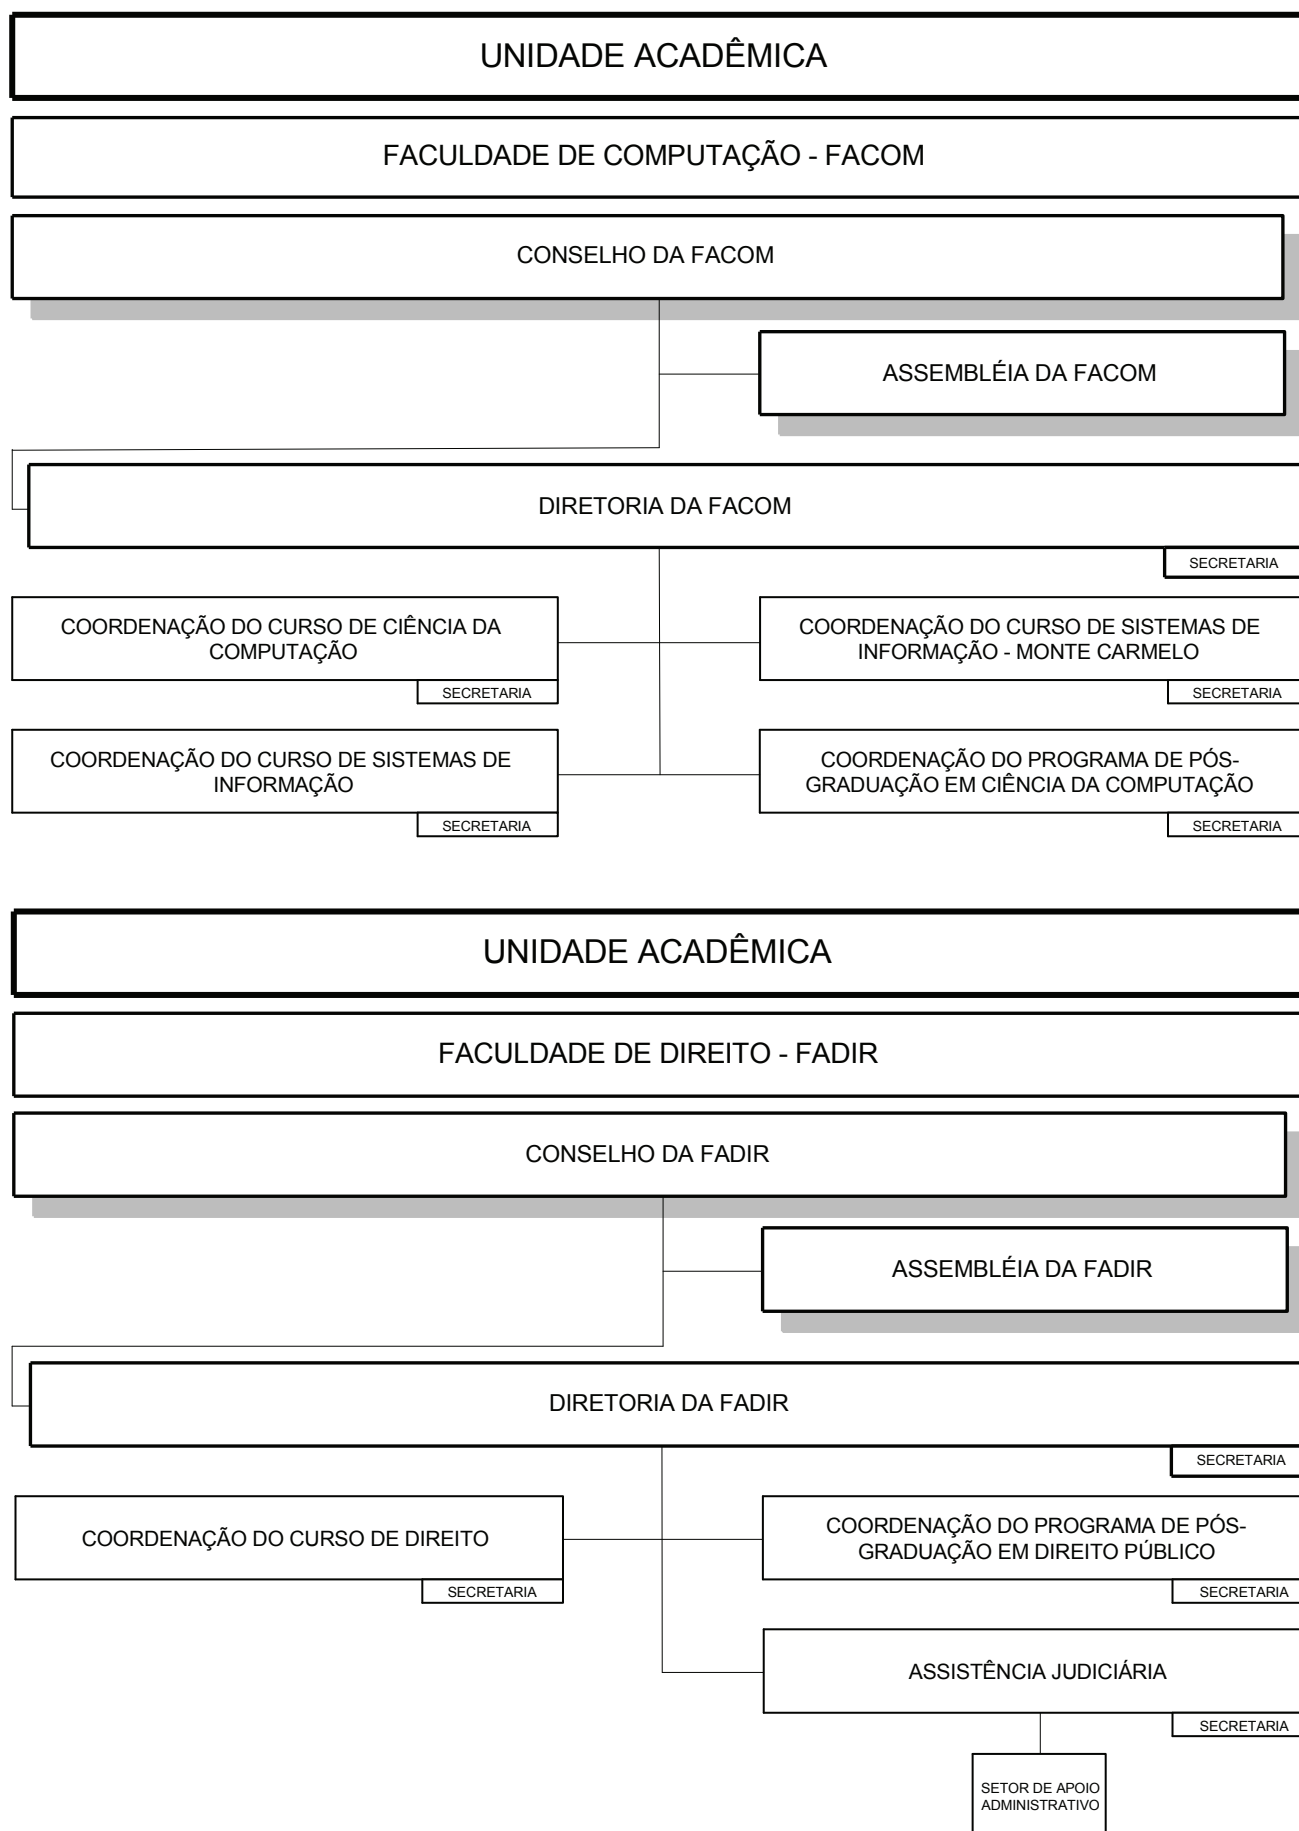 UNIDADE ACADÊMICA
FACULDADE DE COMPUTAÇÃO - FACOM
CONSELHO DA FACOM
ASSEMBLÉIA DA FACOM
DIRETORIA DA FACOM
SECRETARIA
COORDENAÇÃO DO CURSO DE CIÊNCIA DA
COMPUTAÇÃO
SECRETARIA
COORDENAÇÃO DO CURSO DE SISTEMAS DE
INFORMAÇÃO - MONTE CARMELO
SECRETARIA
COORDENAÇÃO DO CURSO DE SISTEMAS DE
INFORMAÇÃO
SECRETARIA
COORDENAÇÃO DO PROGRAMA DE PÓS-
GRADUAÇÃO EM CIÊNCIA DA COMPUTAÇÃO
SECRETARIA
UNIDADE ACADÊMICA
FACULDADE DE DIREITO - FADIR
CONSELHO DA FADIR
ASSEMBLÉIA DA FADIR
DIRETORIA DA FADIR
SECRETARIA
COORDENAÇÃO DO CURSO DE DIREITO
SECRETARIA
COORDENAÇÃO DO PROGRAMA DE PÓS-
GRADUAÇÃO EM DIREITO PÚBLICO
SECRETARIA
ASSISTÊNCIA JUDICIÁRIA
SECRETARIA
SETOR DE APOIO
ADMINISTRATIVO